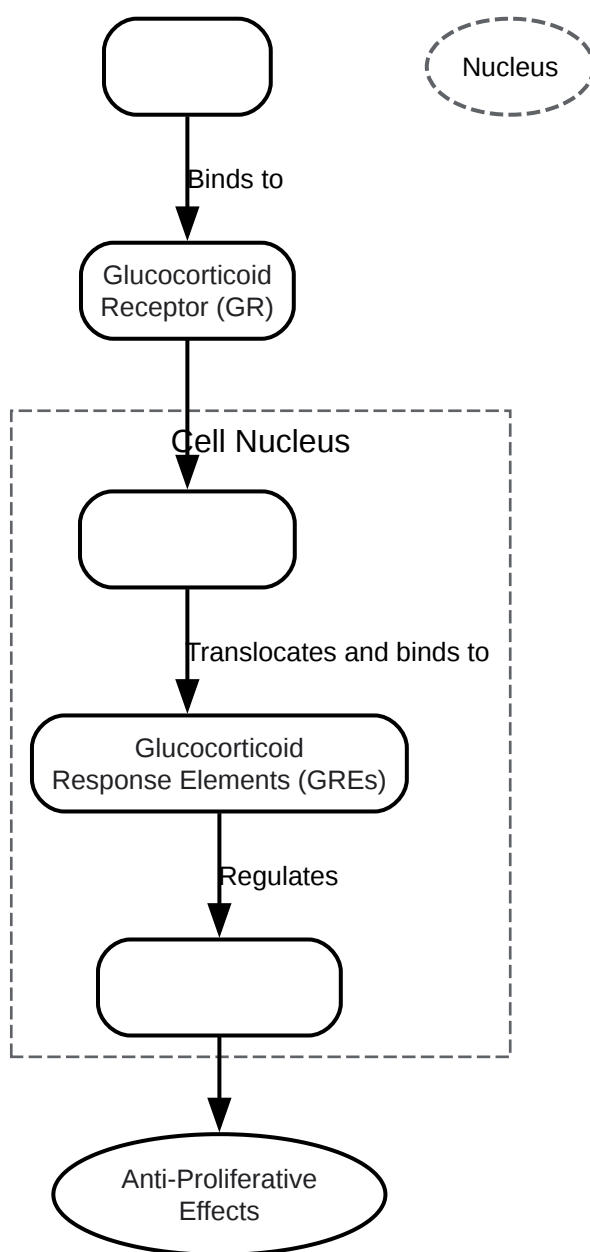 Nucleus
Binds to
Glucocorticoid
Receptor (GR)
Cell Nucleus
Translocates and binds to
Glucocorticoid
Response Elements (GREs)
Regulates
Anti-Proliferative
Effects